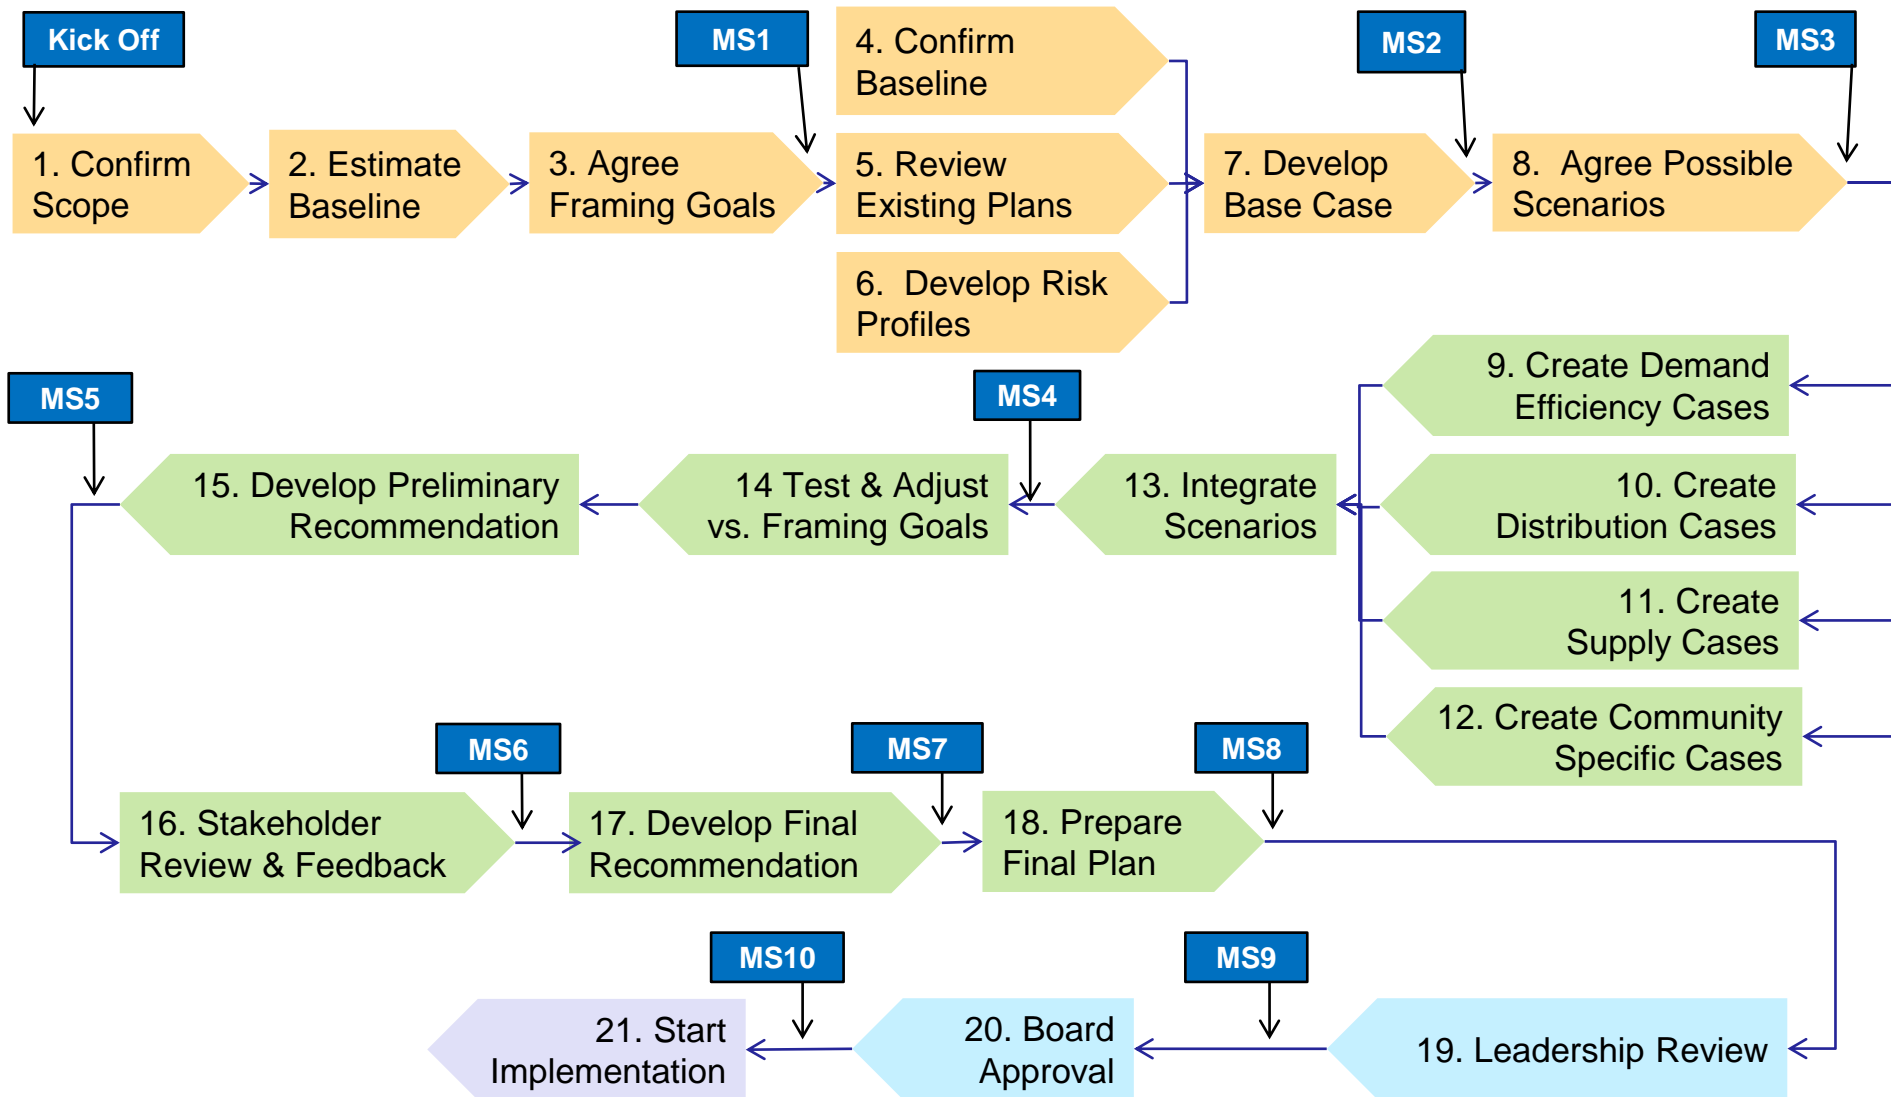 Kick Off
MS1
4. Confirm
Baseline
MS2
MS3
1. Confirm
Scope
2. Estimate
Baseline
3. Agree
Framing Goals
5. Review
Existing Plans
7. Develop
Base Case
8.  Agree Possible
Scenarios
6.  Develop Risk
Profiles
9. Create Demand
Efficiency Cases
MS5
MS4
15. Develop Preliminary
Recommendation
14 Test & Adjust
vs. Framing Goals
13. Integrate
Scenarios
10. Create
Distribution Cases
11. Create
Supply Cases
12. Create Community
Specific Cases
MS6
MS7
MS8
16. Stakeholder
Review & Feedback
17. Develop Final
Recommendation
18. Prepare
Final Plan
MS10
MS9
21. Start
Implementation
20. Board
Approval
19. Leadership Review